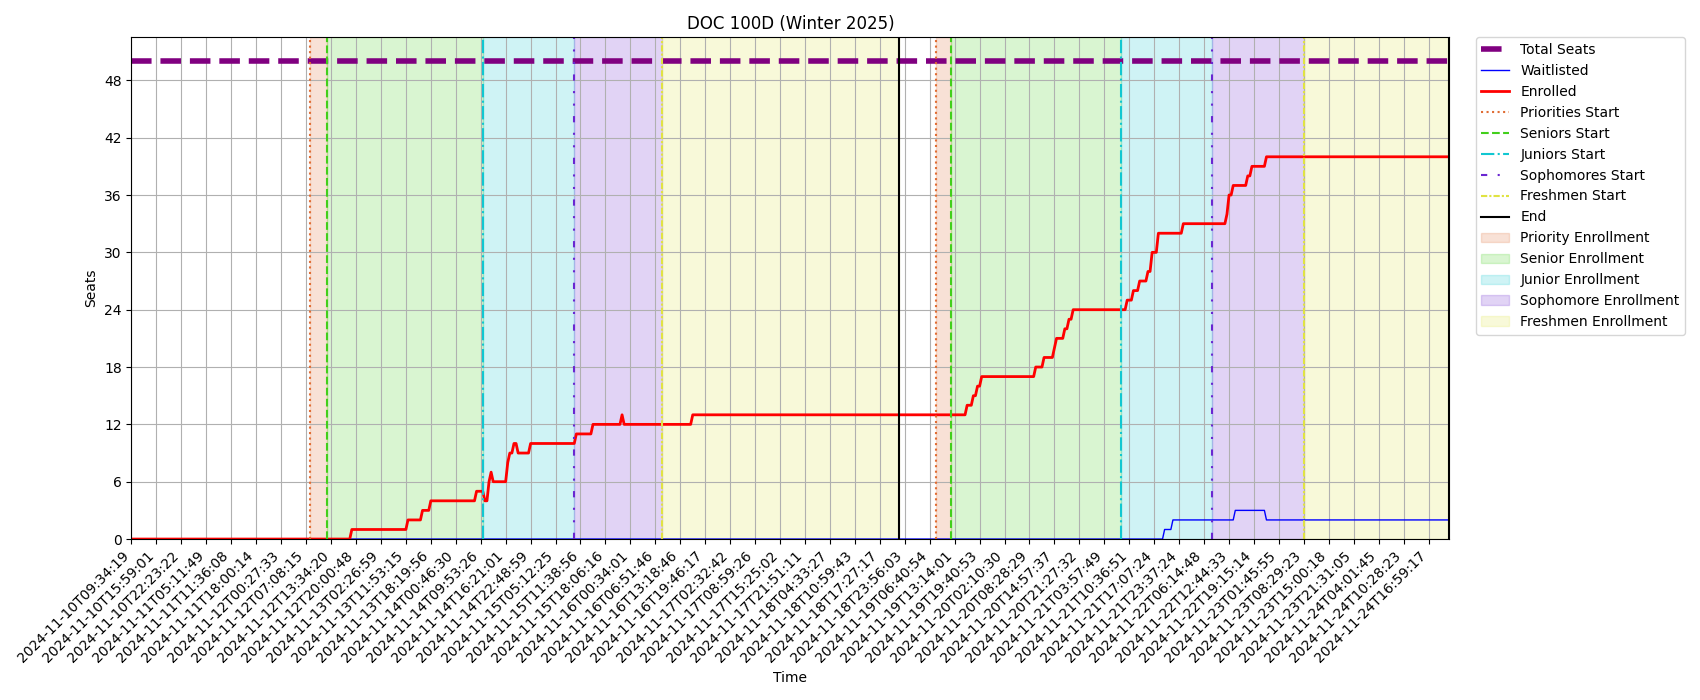 DOC 100D (Winter 2025)
Total Seats
Waitlisted
Enrolled
Priorities Start
Seniors Start
Juniors Start
Sophomores Start
Freshmen Start
End
Priority Enrollment
Senior Enrollment
Junior Enrollment
Sophomore Enrollment
Freshmen Enrollment
Seats
48
42
36
30
24
18
12
6
0
2024-11-10T09:34:19
2024-11-10T15:59:01
2024-11-10T22:23:22
2024-11-11T05:11:49
2024-11-11T11:36:08
2024-11-11T18:00:14
2024-11-12T00:27:33
2024-11-12T07:08:15
2024-11-12T13:34:20
2024-11-12T20:00:48
2024-11-13T02:26:59
2024-11-13T11:53:15
2024-11-13T18:19:56
2024-11-14T00:46:30
2024-11-14T09:53:26
2024-11-14T16:21:01
2024-11-14T22:48:59
2024-11-15T05:12:25
2024-11-15T11:38:56
2024-11-15T18:06:16
2024-11-16T00:34:01
2024-11-16T06:51:46
2024-11-16T13:18:46
2024-11-16T19:46:17
2024-11-17T02:32:42
2024-11-17T08:59:26
2024-11-17T15:25:02
2024-11-17T21:51:11
2024-11-18T04:33:27
2024-11-18T10:59:43
2024-11-18T17:27:17
2024-11-18T23:56:03
2024-11-19T06:40:54
2024-11-19T13:14:01
2024-11-19T19:40:53
2024-11-20T02:10:30
2024-11-20T08:28:29
2024-11-20T14:57:37
2024-11-20T21:27:32
2024-11-21T03:57:49
2024-11-21T10:36:51
2024-11-21T17:07:24
2024-11-21T23:37:24
2024-11-22T06:14:48
2024-11-22T12:44:33
2024-11-22T19:15:14
2024-11-23T01:45:55
2024-11-23T08:29:23
2024-11-23T15:00:18
2024-11-23T21:31:05
2024-11-24T04:01:45
2024-11-24T10:28:23
2024-11-24T16:59:17
Time